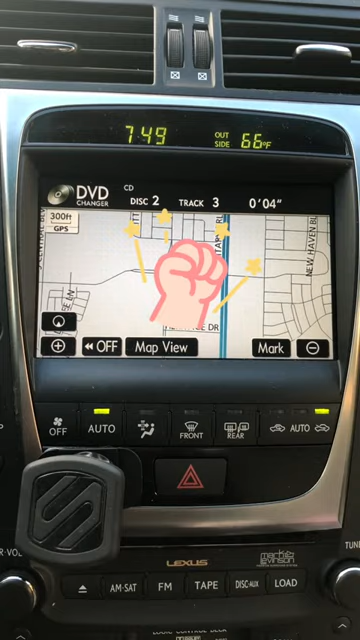 7:49 OUT SIDE 66°F
DVD CHANGER
CD
DISC 2 TRACK 3 0'04"
300ft
GPS
NEW HAVEN BL
DR
OFF Map View Mark
OFF AUTO FRONT REAR AUTO
LEXUS
Mark Levinson
AM·SAT FM TAPE DISC·AUX LOAD